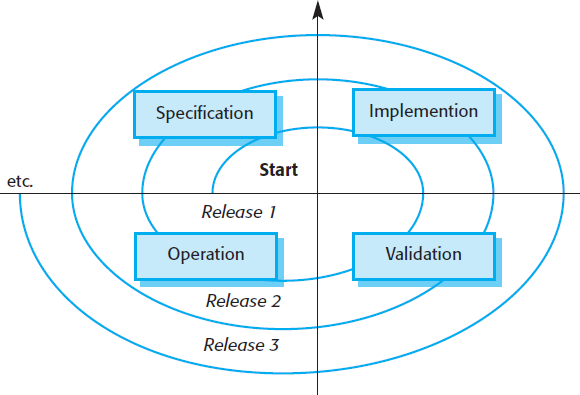 Specification
Implemention
Start
etc.
Release 1
Operation
Validation
Release 2
Release 3